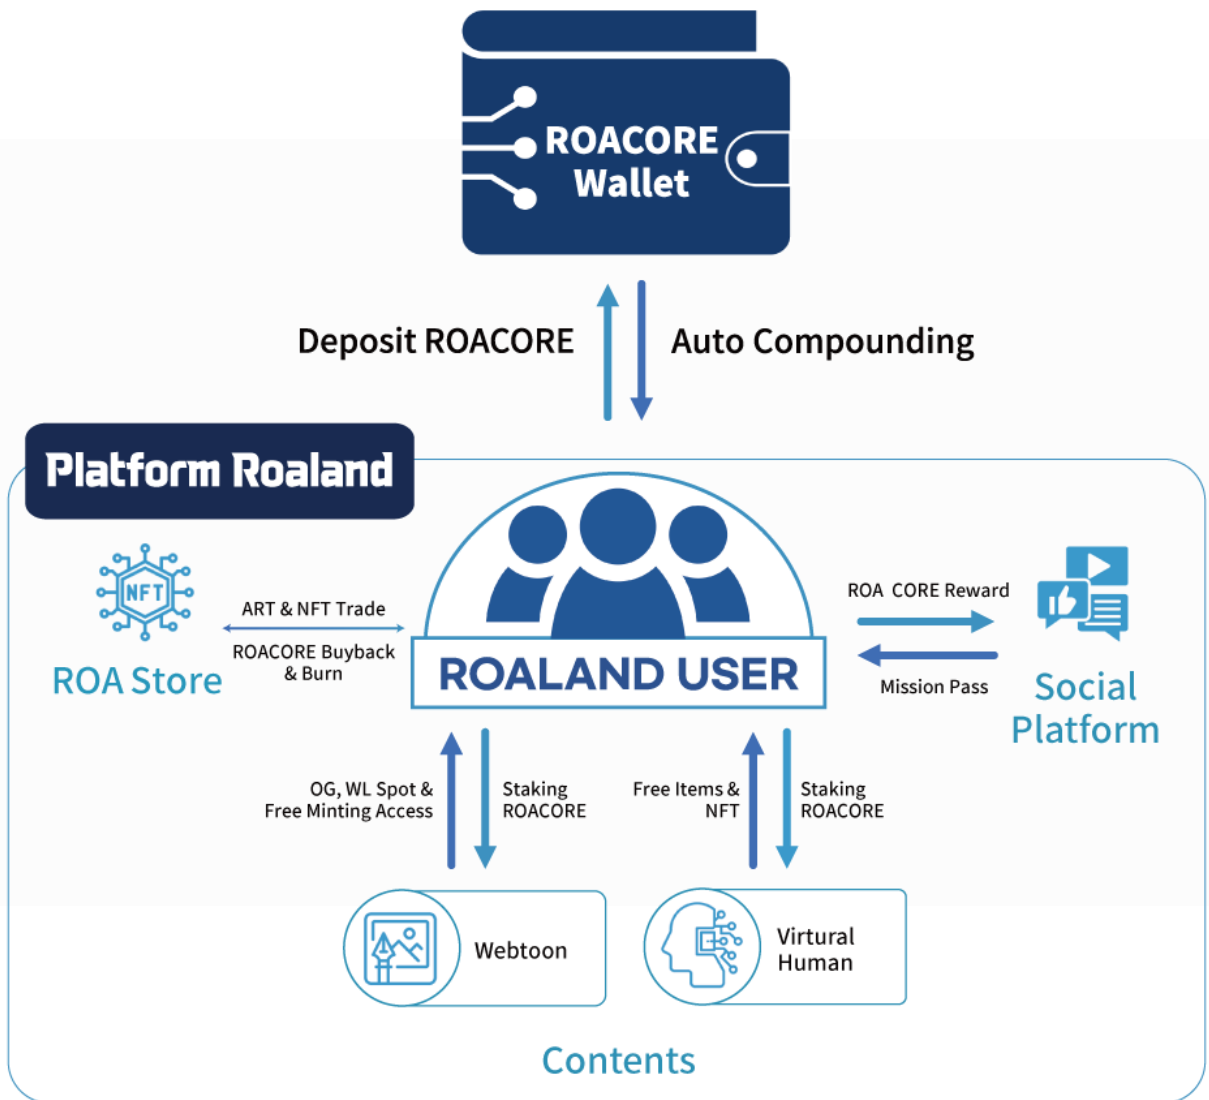 ROACORE
Wallet
Deposit ROACORE
Auto Compounding
Platform Roaland
NFT
ROA Store
ART & NFT Trade
ROACORE Buyback
& Burn
ROALAND USER
ROA CORE Reward
Mission Pass
Social
Platform
OG, WL Spot &
Free Minting Access
Staking
ROACORE
Free Items &
NFT
Staking
ROACORE
Webtoon
Virtural
Human
Contents